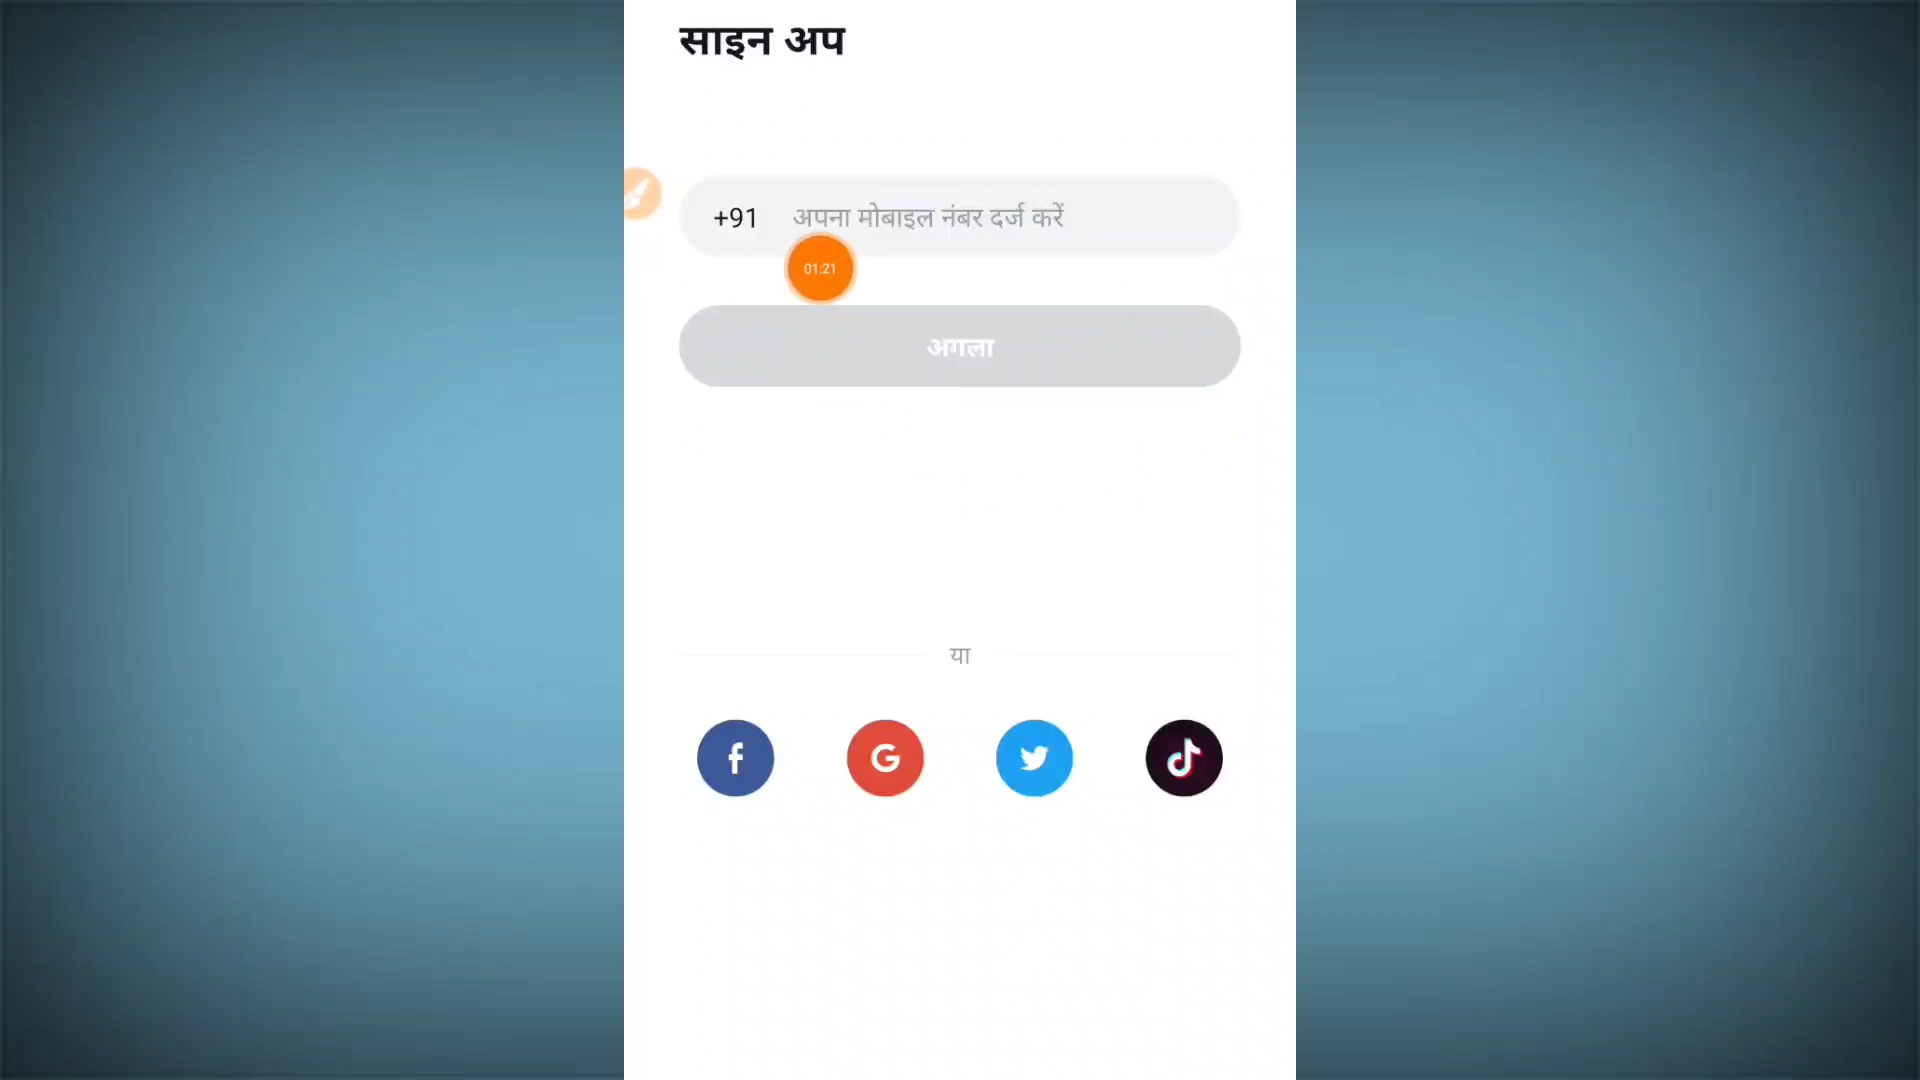 साइन अप
+91 अपना मोबाइल नंबर दर्ज करें
01:21
अगला
या